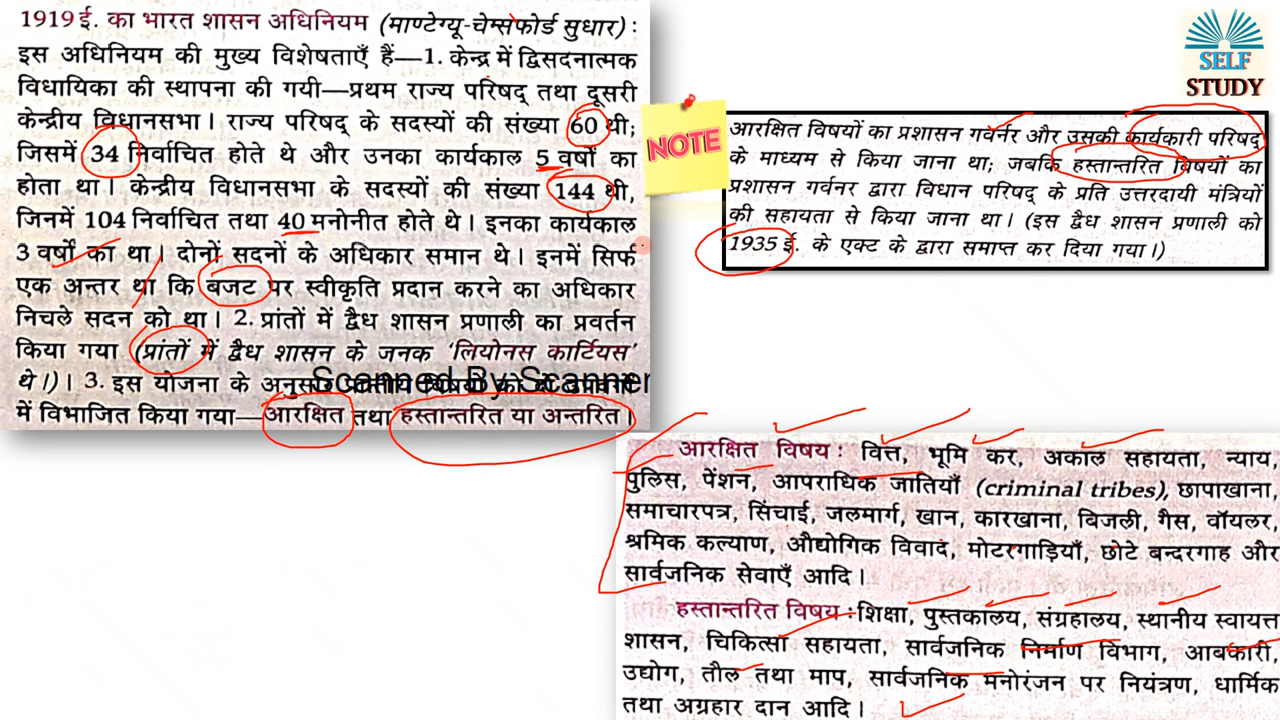 1919 ई. का भारत शासन अधिनियम (माण्टेग्यू-चेम्सफोर्ड सुधार) :
इस अधिनियम की मुख्य विशेषताएँ हैं—1. केन्द्र में द्विसदनात्मक
विधायिका की स्थापना की गयी—प्रथम राज्य परिषद् तथा दूसरी
केन्द्रीय विधानसभा। राज्य परिषद् के सदस्यों की संख्या 60 थी;
जिसमें 34 निर्वाचित होते थे और उनका कार्यकाल 5 वर्षों का
होता था। केन्द्रीय विधानसभा के सदस्यों की संख्या 144 थी,
जिनमें 104 निर्वाचित तथा 40 मनोनीत होते थे। इनका कार्यकाल
3 वर्षों का था। दोनों सदनों के अधिकार समान थे। इनमें सिर्फ
एक अन्तर था कि बजट पर स्वीकृति प्रदान करने का अधिकार
निचले सदन को था। 2. प्रांतों में द्वैध शासन प्रणाली का प्रवर्तन
किया गया (प्रांतों में द्वैध शासन के जनक 'लियोनस कार्टियस'
थे।)। 3. इस योजना के अनुसार
Scanned By Scanner
में विभाजित किया गया—आरक्षित तथा हस्तान्तरित या अन्तरित।
SELF
STUDY
NOTE
आरक्षित विषयों का प्रशासन गवर्नर और उसकी कार्यकारी परिषद्
के माध्यम से किया जाना था; जबकि हस्तान्तरित विषयों का
प्रशासन गर्वनर द्वारा विधान परिषद् के प्रति उत्तरदायी मंत्रियों
की सहायता से किया जाना था। (इस द्वैध शासन प्रणाली को
1935 ई. के एक्ट के द्वारा समाप्त कर दिया गया।)
आरक्षित विषय : वित्त, भूमि कर, अकाल सहायता, न्याय,
पुलिस, पेंशन, आपराधिक जातियाँ (criminal tribes), छापाखाना,
समाचारपत्र, सिंचाई, जलमार्ग, खान, कारखाना, बिजली, गैस, वॉयलर,
श्रमिक कल्याण, औद्योगिक विवाद, मोटरगाड़ियाँ, छोटे बन्दरगाह और
सार्वजनिक सेवाएँ आदि।
हस्तान्तरित विषय : शिक्षा, पुस्तकालय, संग्रहालय, स्थानीय स्वायत्त
शासन, चिकित्सा सहायता, सार्वजनिक निर्माण विभाग, आबकारी,
उद्योग, तौल तथा माप, सार्वजनिक मनोरंजन पर नियंत्रण, धार्मिक
तथा अग्रहार दान आदि।